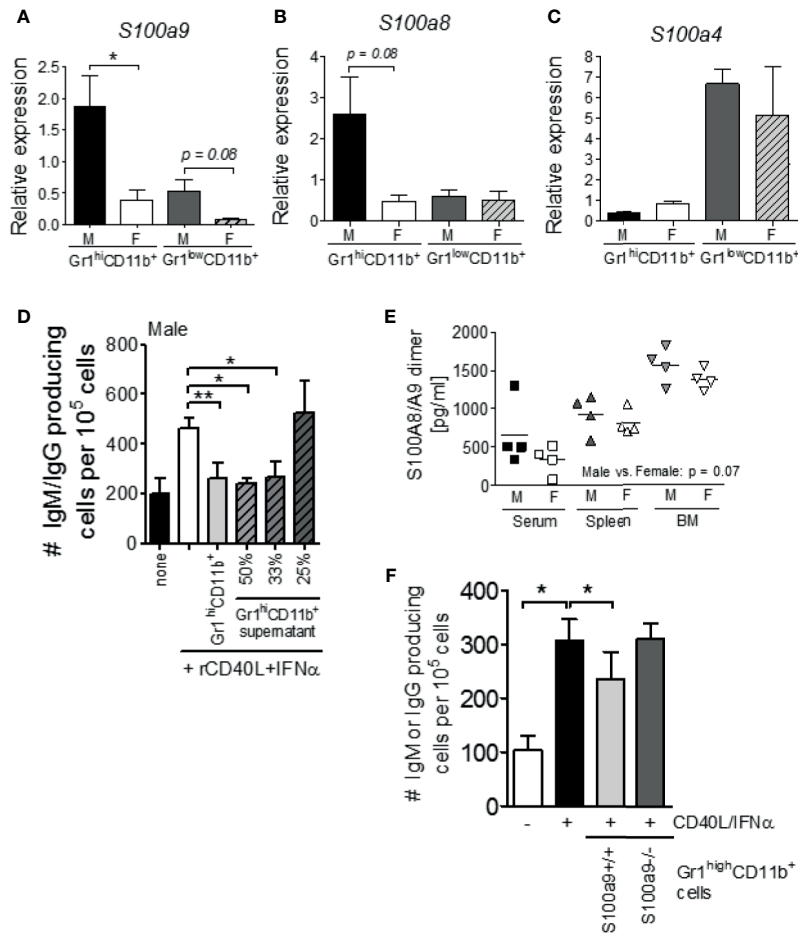 A
S100a9
Relative expression
2.5
2.0
1.5
1.0
0.5
0.0
*
p = 0.08
M F M F
Gr1hiCD11b+ Gr1lowCD11b+
B
S100a8
Relative expression
4
3
2
1
0
p = 0.08
M F M F
Gr1hiCD11b+ Gr1lowCD11b+
C
S100a4
Relative expression
8
7
6
5
4
3
2
1
0
M F M F
Gr1hiCD11b+ Gr1lowCD11b+
D
Male
# IgM/IgG producing
cells per 105 cells
800
600
400
200
0
*
*
**
none
Gr1hiCD11b+
50%
33%
25%
Gr1hiCD11b+
supernatant
+ rCD40L+IFNα
E
S100A8/A9 dimer
[pg/ml]
2000
1500
1000
500
0
Male vs. Female: p = 0.07
M F M F M F
Serum Spleen BM
F
# IgM or IgG producing
cells per 105 cells
400
300
200
100
0
* *
- + + + CD40L/IFNα
S100a9+/+
S100a9-/-
Gr1highCD11b+
cells